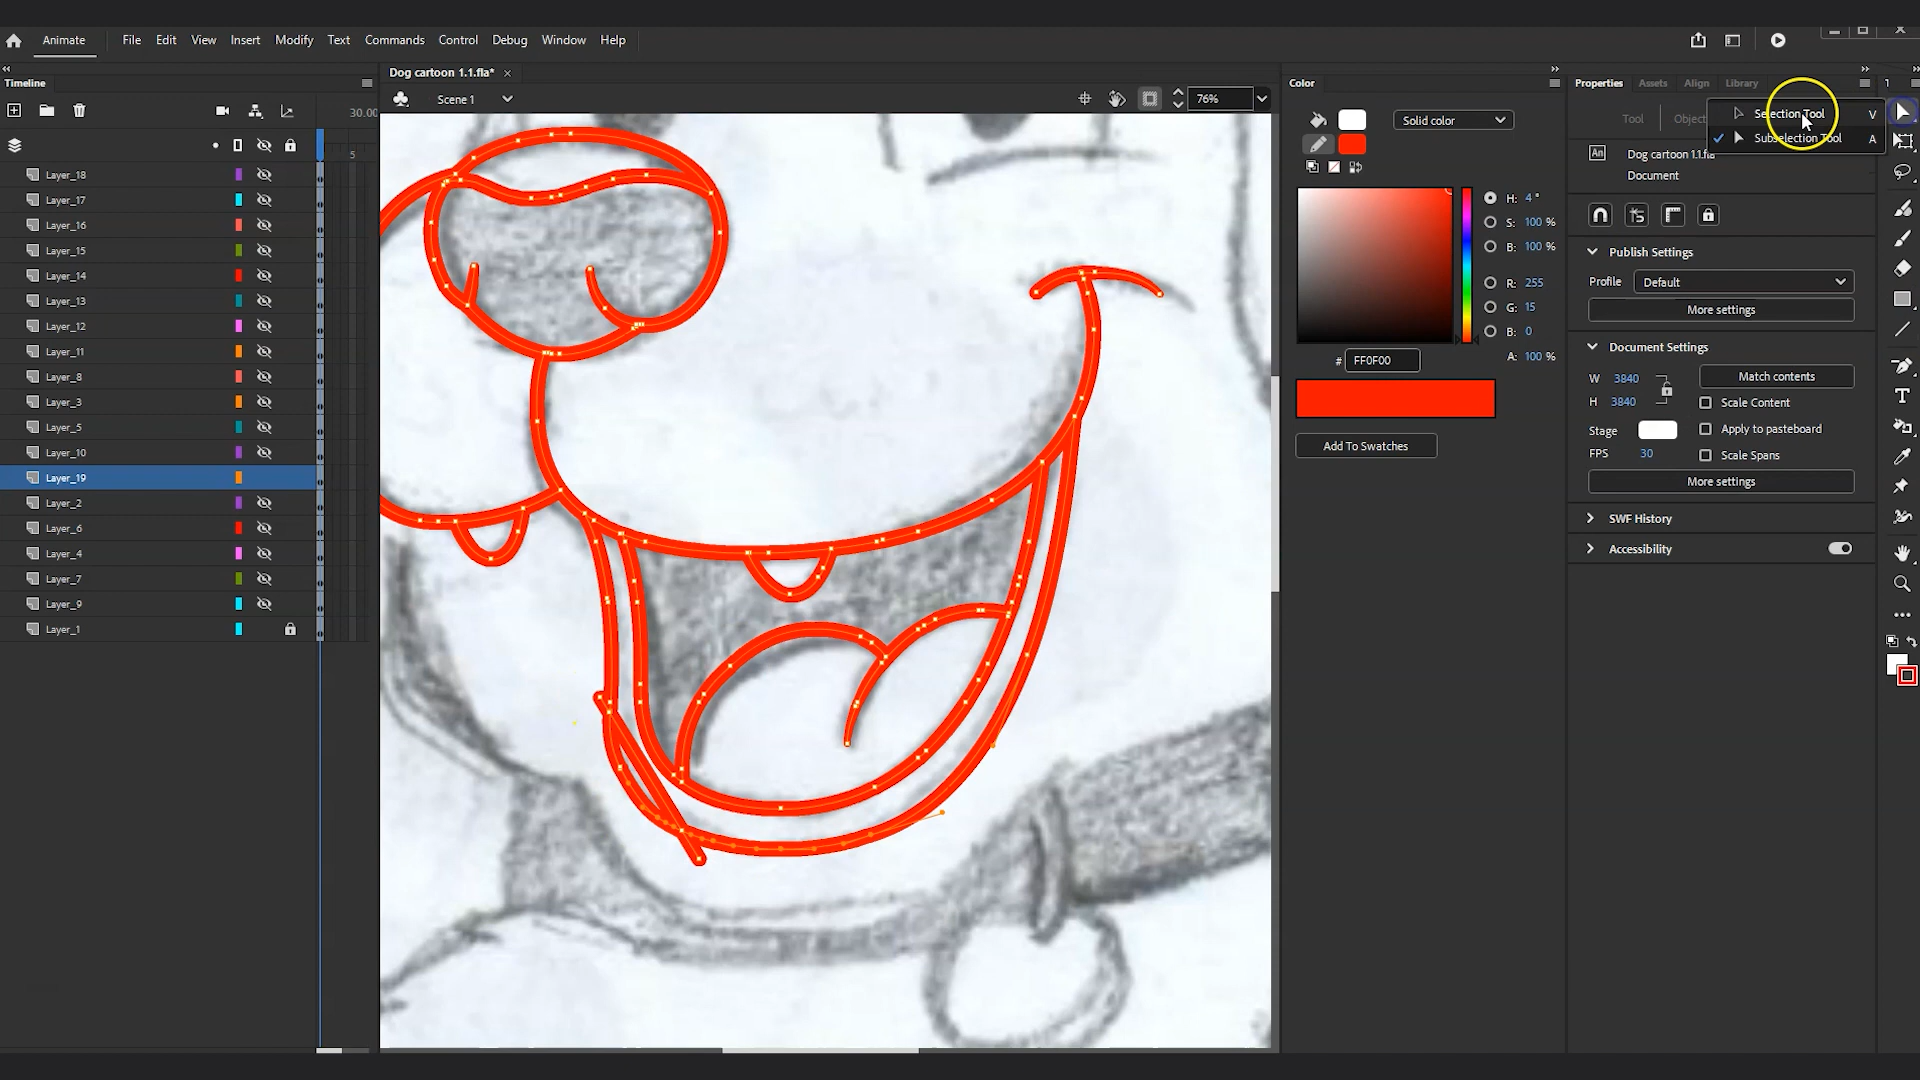 Animate
File Edit View Insert Modify Text Commands Control Debug Window Help
Timeline
Dog cartoon 1.1.fla*
Scene 1
76%
30.00
5
Layer_18
Layer_17
Layer_16
Layer_15
Layer_14
Layer_13
Layer_12
Layer_11
Layer_8
Layer_3
Layer_5
Layer_10
Layer_19
Layer_2
Layer_6
Layer_4
Layer_7
Layer_9
Layer_1
Color
Solid color
H: 4 °
S: 100 %
B: 100 %
R: 255
G: 15
B: 0
A: 100 %
# FF0F00
Add To Swatches
Properties Assets Align Library
Tool Object
Selection Tool V
Subselection Tool A
An
Dog cartoon 1.1.fla
Document
Publish Settings
Profile Default
More settings
Document Settings
W 3840
H 3840
Match contents
Scale Content
Stage
Apply to pasteboard
FPS 30
Scale Spans
More settings
SWF History
Accessibility
T